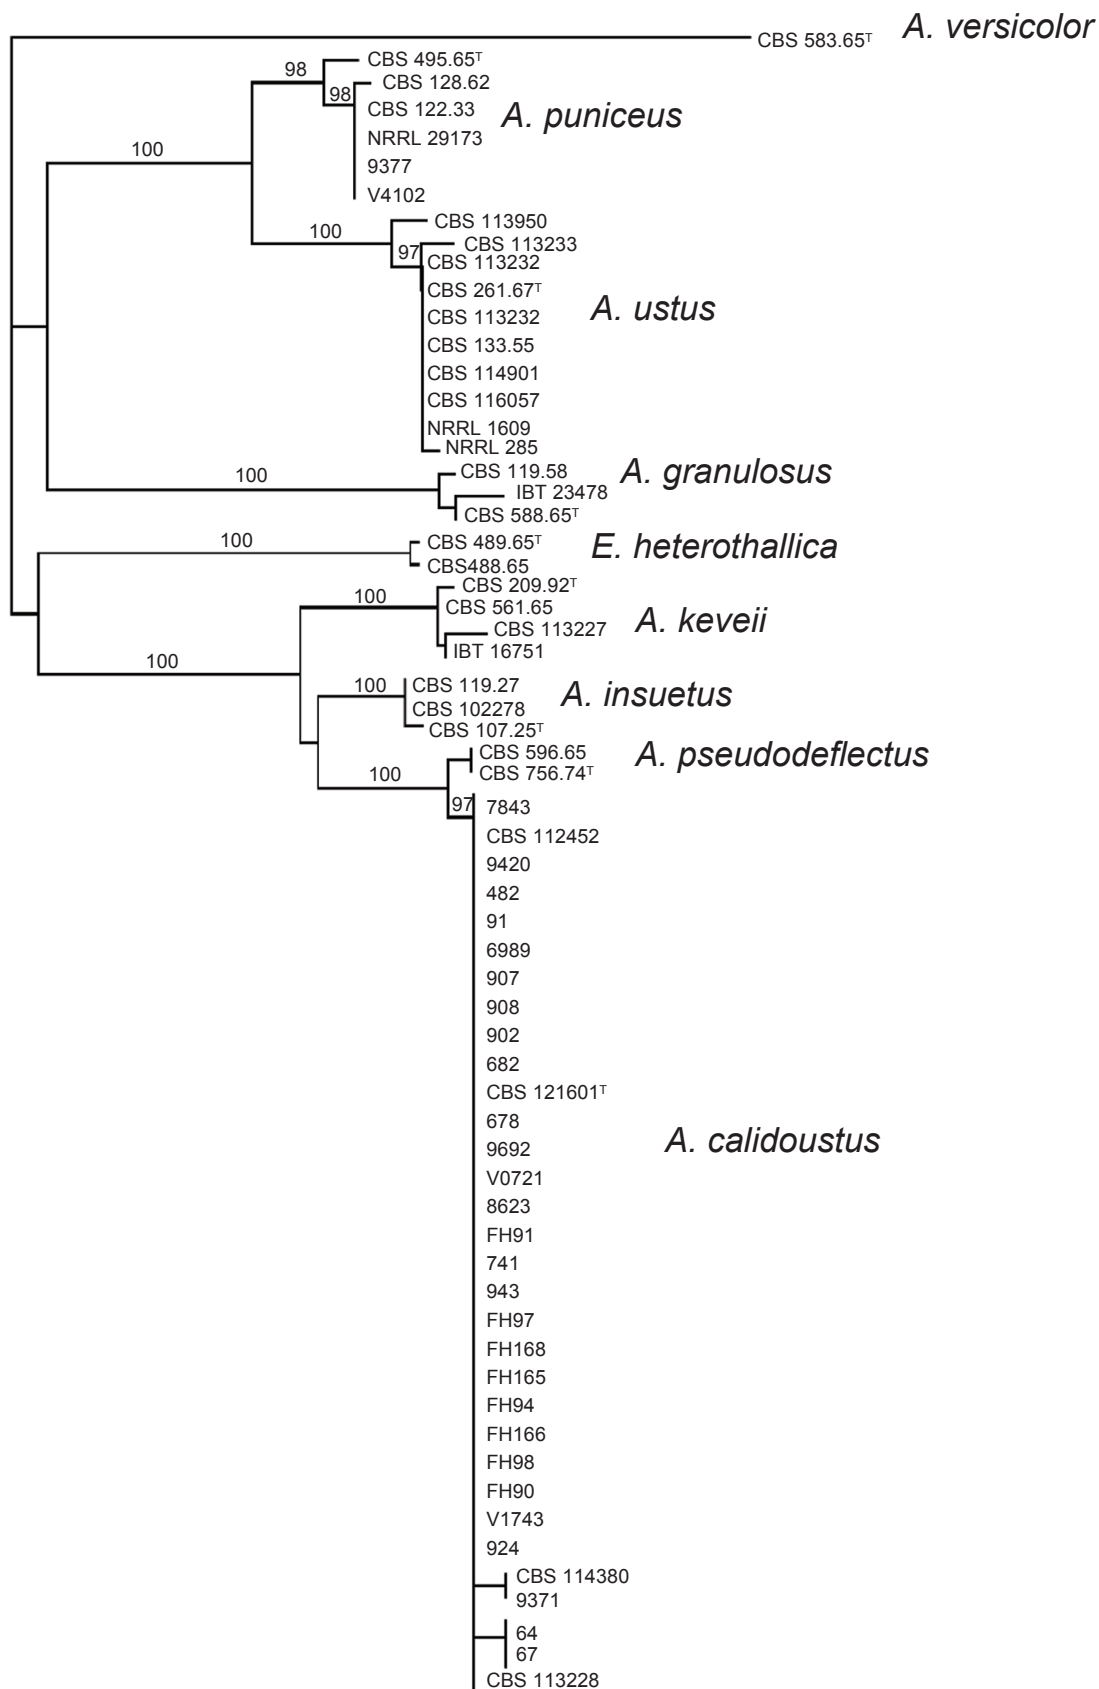 CBS 583.65ᵀ A. versicolor
98 CBS 495.65ᵀ
98 CBS 128.62
CBS 122.33 A. puniceus
NRRL 29173
100
9377
V4102
CBS 113950
100 CBS 113233
97 CBS 113232
CBS 261.67ᵀ A. ustus
CBS 113232
CBS 133.55
CBS 114901
CBS 116057
NRRL 1609
NRRL 285
100 CBS 119.58 A. granulosus
IBT 23478
CBS 588.65ᵀ
100 CBS 489.65ᵀ E. heterothallica
CBS488.65
CBS 209.92ᵀ
100 CBS 561.65 A. keveii
CBS 113227
IBT 16751
100
100 CBS 119.27 A. insuetus
CBS 102278
CBS 107.25ᵀ
CBS 596.65 A. pseudodeflectus
100 CBS 756.74ᵀ
97 7843
CBS 112452
9420
482
91
6989
907
908
902
682
CBS 121601ᵀ
678
A. calidoustus
9692
V0721
8623
FH91
741
943
FH97
FH168
FH165
FH94
FH166
FH98
FH90
V1743
924
CBS 114380
9371
64
67
CBS 113228